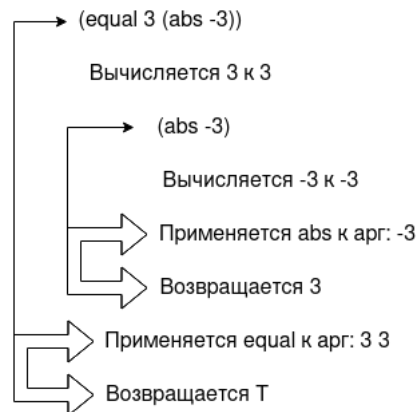 (equal 3 (abs -3))
Вычисляется 3 к 3
(abs -3)
Вычисляется -3 к -3
Применяется abs к арг: -3
Возвращается 3
Применяется equal к арг: 3 3
Возвращается T